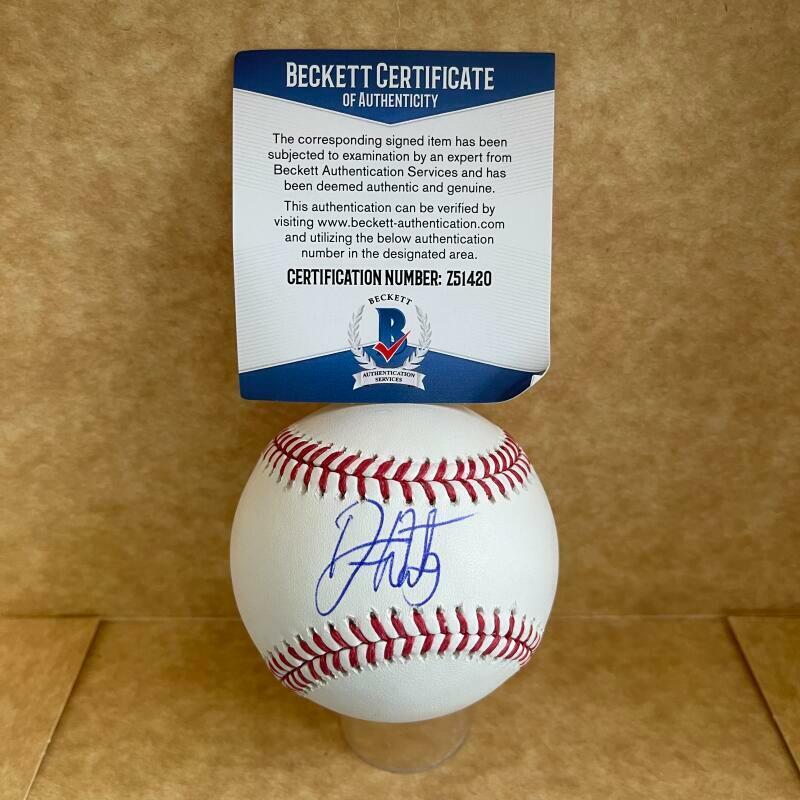 BECKETT CERTIFICATE
OF AUTHENTICITY
The corresponding signed item has been
subjected to examination by an expert from
Beckett Authentication Services and has
been deemed authentic and genuine.
This authentication can be verified by
visiting www.beckett-authentication.com
and utilizing the below authentication
number in the designated area.
CERTIFICATION NUMBER: Z51420
BECKETT
B
AUTHENTICATION
SERVICES